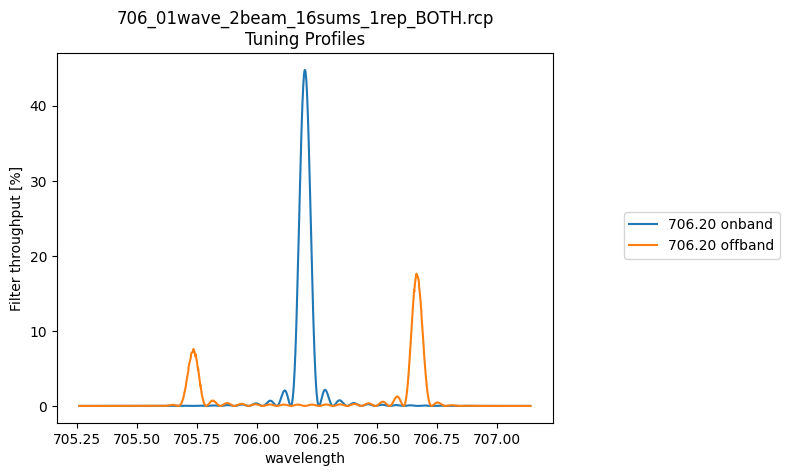 706_01wave_2beam_16sums_1rep_BOTH.rcp
Tuning Profiles
Filter throughput [%]
40
30
20
10
0
705.25 705.50 705.75 706.00 706.25 706.50 706.75 707.00
wavelength
706.20 onband
706.20 offband